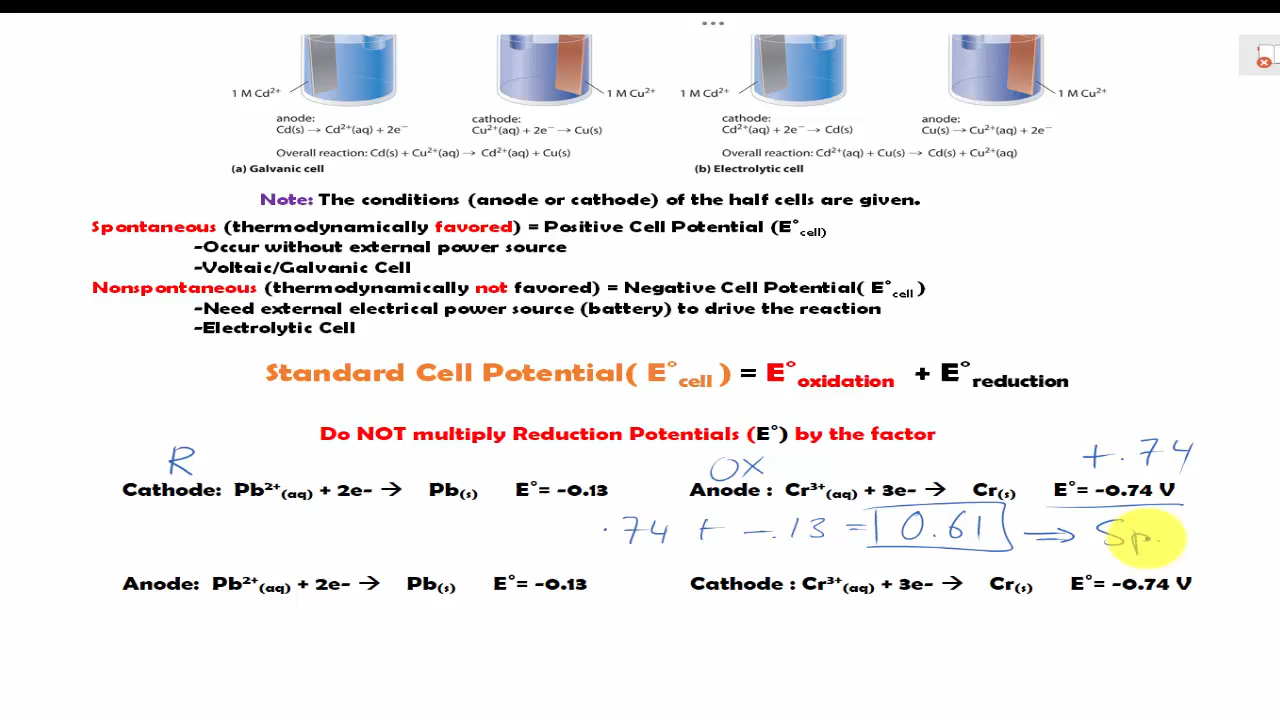 1 M Cd²⁺ 1 M Cu²⁺ 1 M Cd²⁺ 1 M Cu²⁺
anode: cathode: cathode: anode:
Cd(s) → Cd²⁺(aq) + 2e⁻ Cu²⁺(aq) + 2e⁻ → Cu(s) Cd²⁺(aq) + 2e⁻ → Cd(s) Cu(s) → Cu²⁺(aq) + 2e⁻
Overall reaction: Cd(s) + Cu²⁺(aq) → Cd²⁺(aq) + Cu(s) Overall reaction: Cd²⁺(aq) + Cu(s) → Cd(s) + Cu²⁺(aq)
(a) Galvanic cell (b) Electrolytic cell
Note: The conditions (anode or cathode) of the half cells are given.
Spontaneous (thermodynamically favored) = Positive Cell Potential (E°cell)
-Occur without external power source
-Voltaic/Galvanic Cell
Nonspontaneous (thermodynamically not favored) = Negative Cell Potential( E°cell )
-Need external electrical power source (battery) to drive the reaction
-Electrolytic Cell
Standard Cell Potential( E°cell ) = E°oxidation + E°reduction
Do NOT multiply Reduction Potentials (E°) by the factor
R OX +.74
Cathode: Pb²⁺(aq) + 2e- → Pb(s) E°= -0.13 Anode : Cr³⁺(aq) + 3e- → Cr(s) E°= -0.74 V
.74 + -.13 = 0.61 ⇒ Sp.
Anode: Pb²⁺(aq) + 2e- → Pb(s) E°= -0.13 Cathode : Cr³⁺(aq) + 3e- → Cr(s) E°= -0.74 V